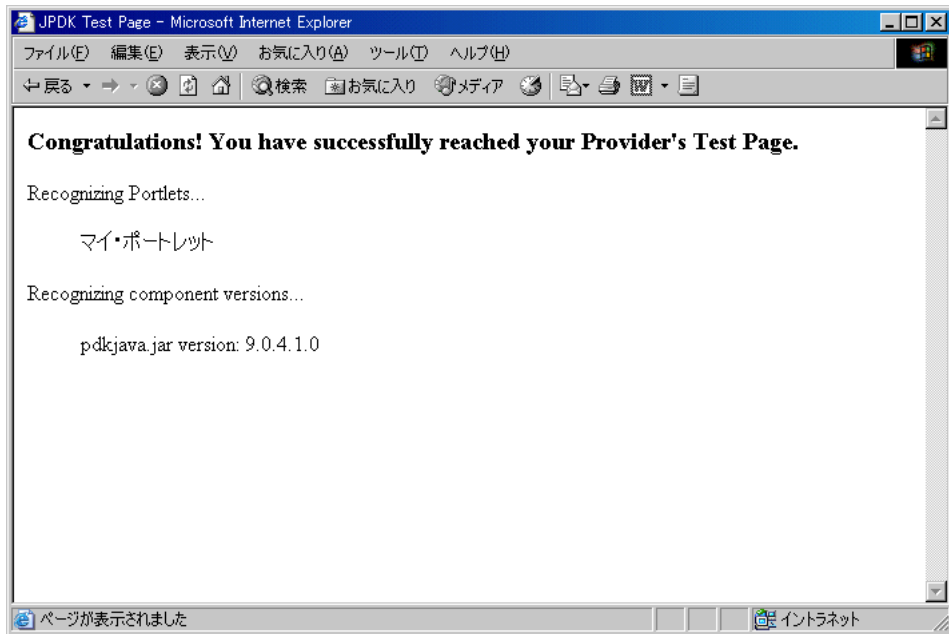 JPDK Test Page - Microsoft Internet Explorer
ファイル(F) 編集(E) 表示(V) お気に入り(A) ツール(T) ヘルプ(H)
戻る 検索 お気に入り メディア
Congratulations! You have successfully reached your Provider's Test Page.
Recognizing Portlets...
マイ・ポートレット
Recognizing component versions...
pdkjava.jar version: 9.0.4.1.0
ページが表示されました イントラネット